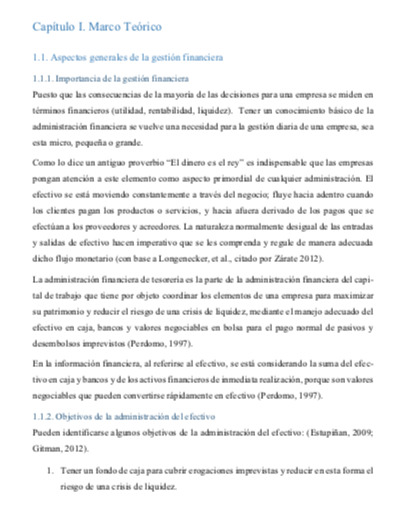 Capítulo I. Marco Teórico
1.1. Aspectos generales de la gestión financiera
1.1.1. Importancia de la gestión financiera
Puesto que las consecuencias de la mayoría de las decisiones para una empresa se miden en
términos financieros (utilidad, rentabilidad, liquidez). Tener un conocimiento básico de la
administración financiera se vuelve una necesidad para la gestión diaria de una empresa, sea
esta micro, pequeña o grande.
Como lo dice un antiguo proverbio “El dinero es el rey” es indispensable que las empresas
pongan atención a este elemento como aspecto primordial de cualquier administración. El
efectivo se está moviendo constantemente a través del negocio; fluye hacia adentro cuando
los clientes pagan los productos o servicios, y hacia afuera derivado de los pagos que se
efectúan a los proveedores y acreedores. La naturaleza normalmente desigual de las entradas
y salidas de efectivo hacen imperativo que se les comprenda y regule de manera adecuada
dicho flujo monetario (con base a Longenecker, et al., citado por Zárate 2012).
La administración financiera de tesorería es la parte de la administración financiera del capi-
tal de trabajo que tiene por objeto coordinar los elementos de una empresa para maximizar
su patrimonio y reducir el riesgo de una crisis de liquidez, mediante el manejo adecuado del
efectivo en caja, bancos y valores negociables en bolsa para el pago normal de pasivos y
desembolsos imprevistos (Perdomo, 1997).
En la información financiera, al referirse al efectivo, se está considerando la suma del efec-
tivo en caja y bancos y de los activos financieros de inmediata realización, porque son valores
negociables que pueden convertirse rápidamente en efectivo (Perdomo, 1997).
1.1.2. Objetivos de la administración del efectivo
Pueden identificarse algunos objetivos de la administración del efectivo: (Estapiñan, 2009;
Gitman, 2012).
1. Tener un fondo de caja para cubrir erogaciones imprevistas y reducir en esta forma el
riesgo de una crisis de liquidez.